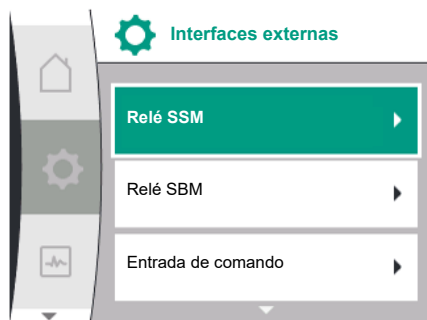 Interfaces externas
Relé SSM
Relé SBM
Entrada de comando